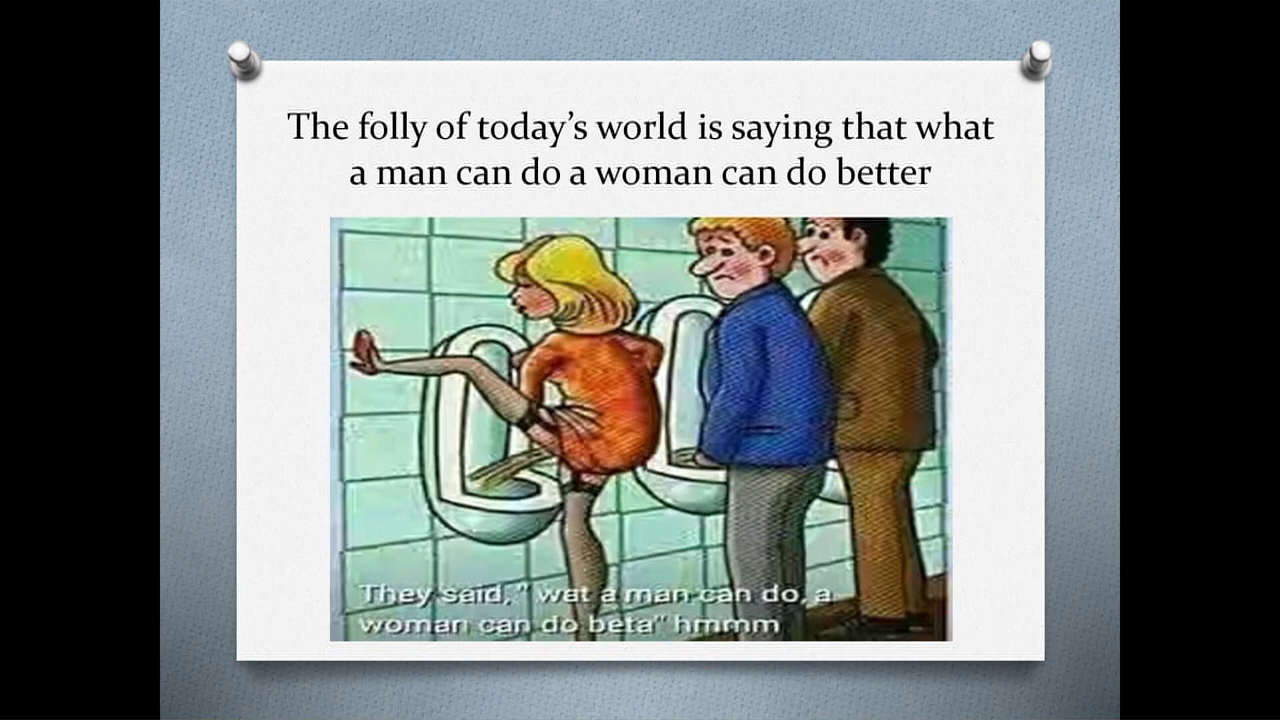 The folly of today’s world is saying that what
a man can do a woman can do better
They said," wat a man can do, a
woman can do beta" hmmm